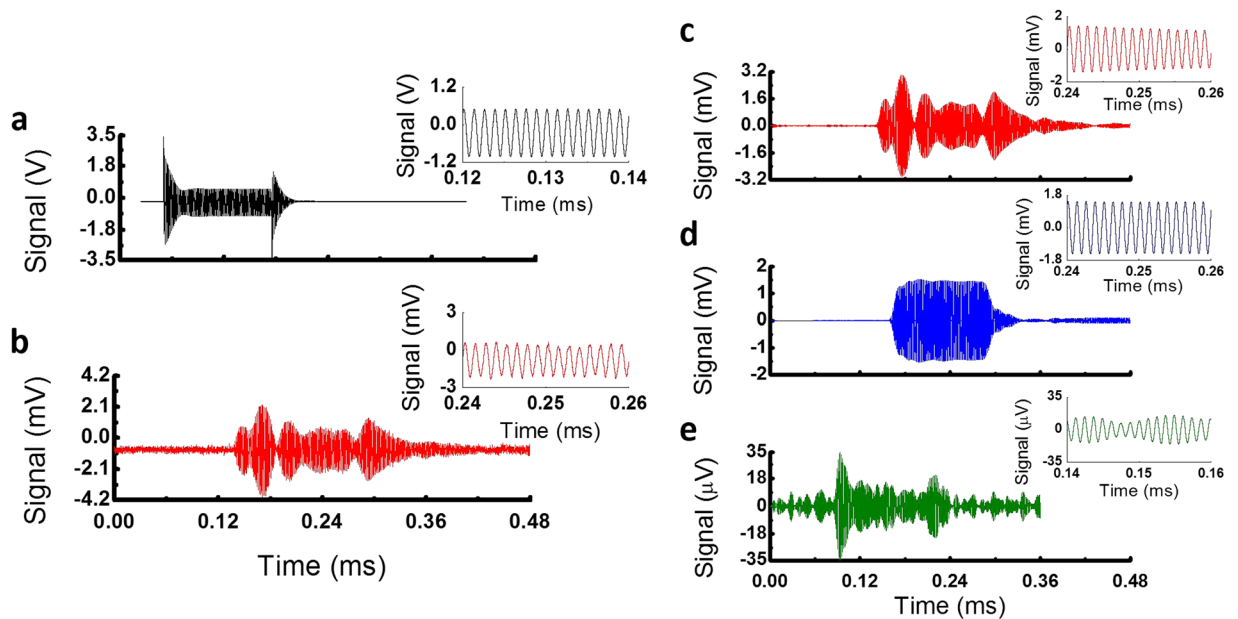 a
Signal (V)
3.5
1.8
0.0
-1.8
-3.5
Signal (V)
1.2
0.0
-1.2
0.12 0.13 0.14
Time (ms)
b
Signal (mV)
4.2
2.1
0.0
-2.1
-4.2
0.00 0.12 0.24 0.36 0.48
Time (ms)
Signal (mV)
3
0
-3
0.24 0.25 0.26
Time (ms)
c
Signal (mV)
3.2
1.6
0.0
-1.6
-3.2
Signal (mV)
2
0
-2
0.24 0.25 0.26
Time (ms)
d
Signal (mV)
2
1
0
-1
-2
Signal (mV)
1.8
0.0
-1.8
0.24 0.25 0.26
Time (ms)
e
Signal (μV)
35
18
0
-18
-35
0.00 0.12 0.24 0.36 0.48
Time (ms)
Signal (μV)
35
0
-35
0.14 0.15 0.16
Time (ms)